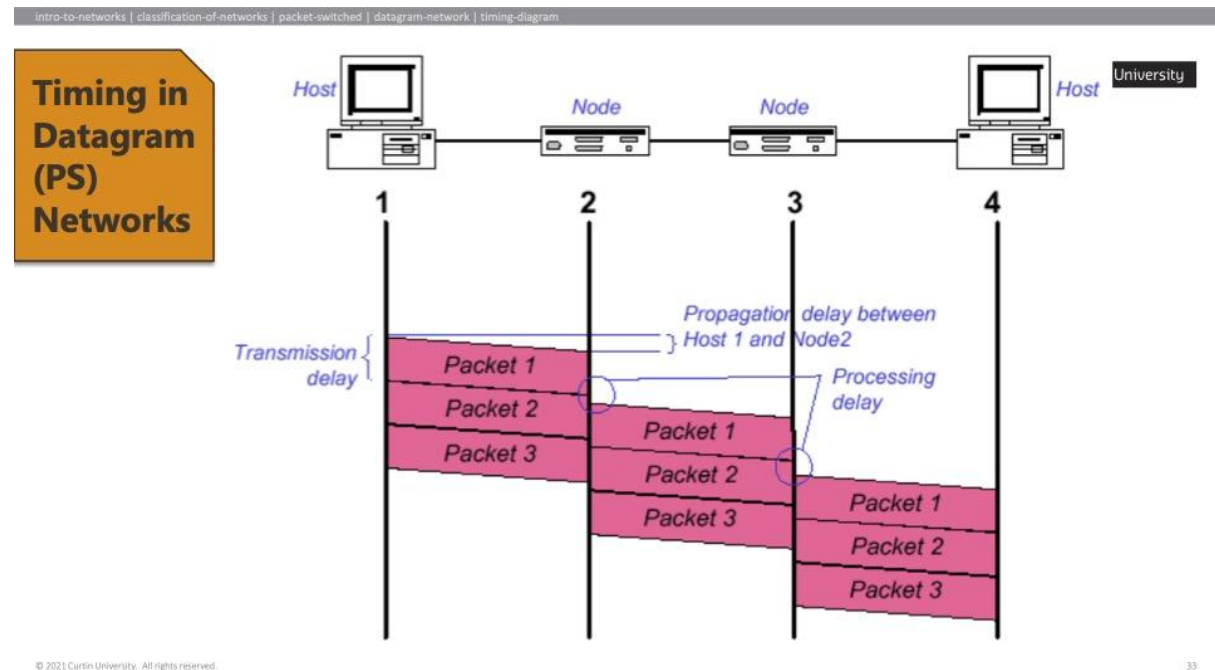 intro-to-networks | classification-of-networks | packet-switched | datagram-network | timing-diagram
Timing in
Datagram
(PS)
Networks
University
Host
Node
Node
Host
1
2
3
4
Propagation delay between
Host 1 and Node2
Transmission
delay
Processing
delay
Packet 1
Packet 2
Packet 3
Packet 1
Packet 2
Packet 3
Packet 1
Packet 2
Packet 3
© 2021 Curtin University. All rights reserved.
33